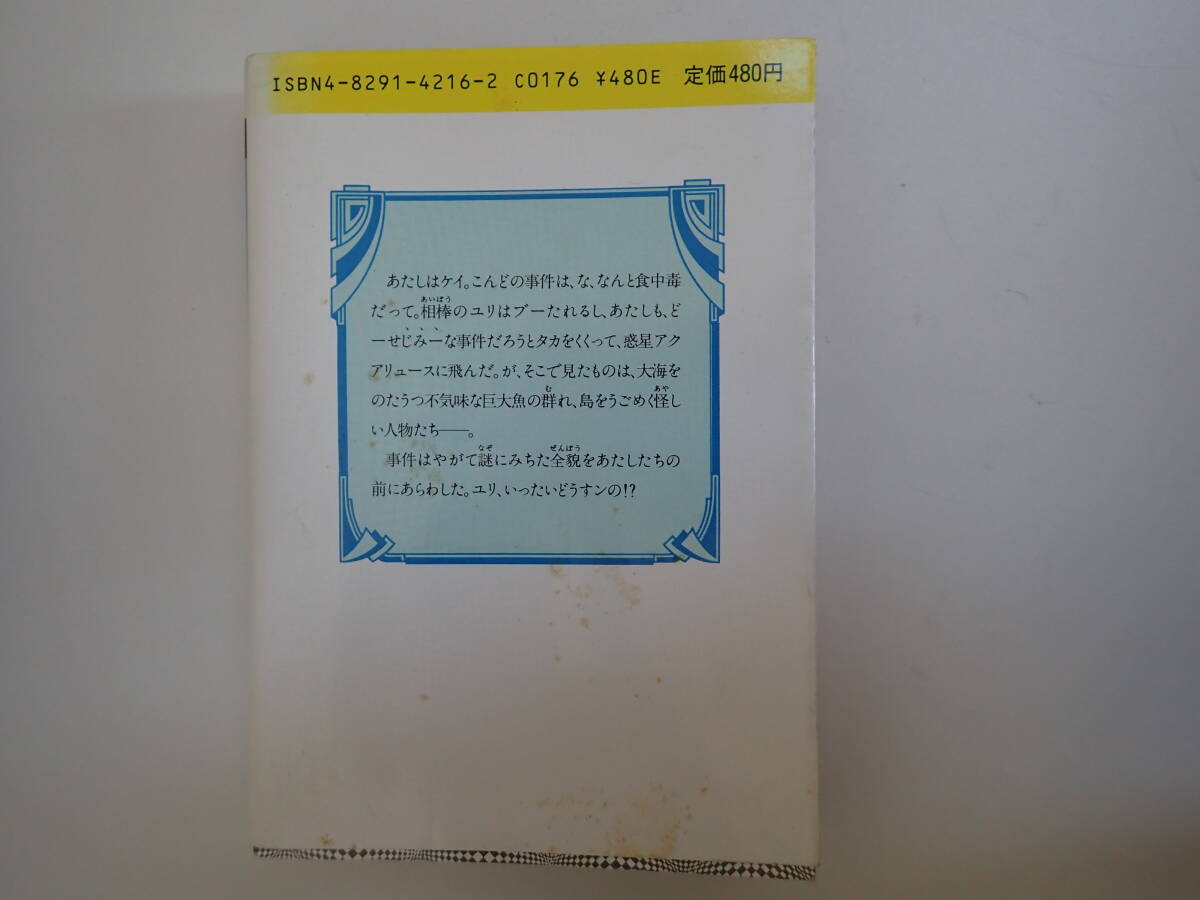 ISBN4-8291-4216-2 C0176 ¥480E 定価480円
あたしはケイ。こんどの事件は、な、なんと食中毒
だって。相棒のユリはブーたれるし、あたしも、ど
ーせじみーな事件だろうとタカをくくって、惑星アク
アリュースに飛んだ。が、そこで見たものは、大海を
のたうつ不気味な巨大魚の群れ、島をうごめく怪し
い人物たち――。
事件はやがて謎にみちた全貌をあたしたちの
前にあらわした。ユリ、いったいどうすンの!?